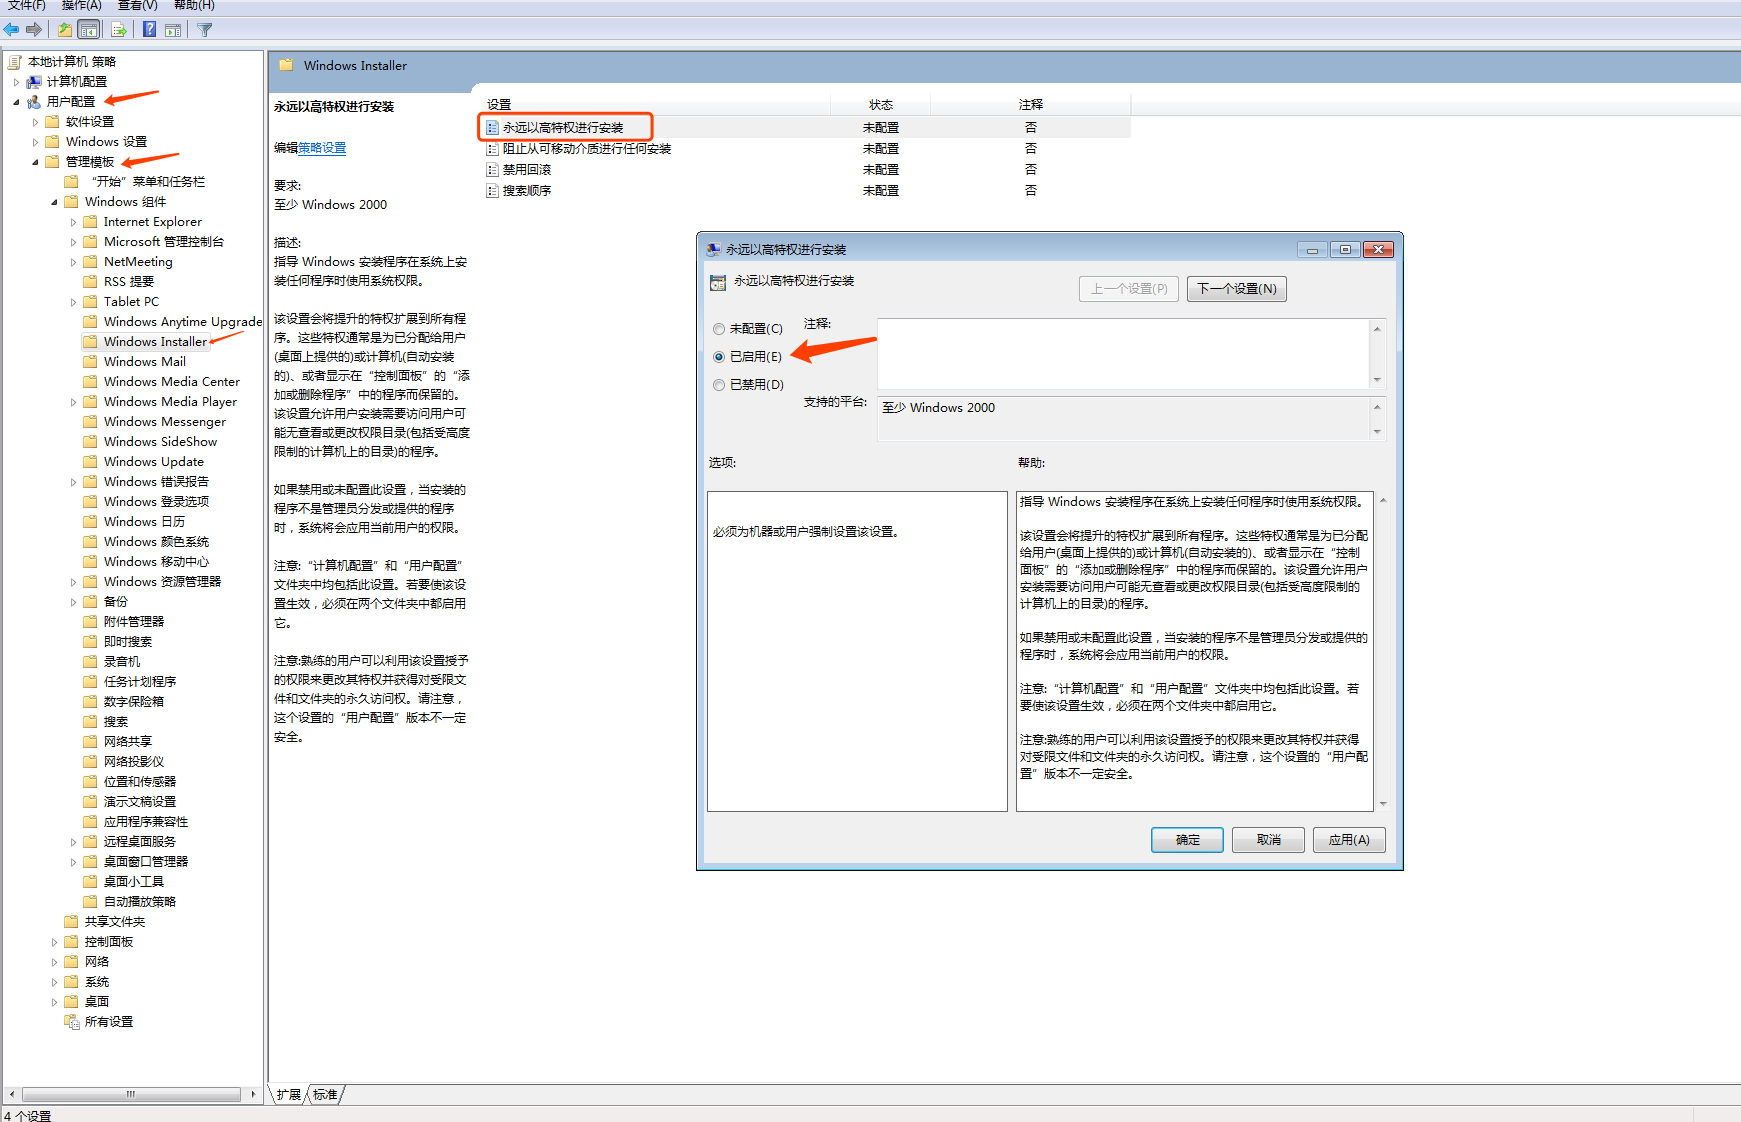 文件(F) 操作(A) 查看(V) 帮助(H)
本地计算机 策略
计算机配置
用户配置
软件设置
Windows 设置
管理模板
“开始”菜单和任务栏
Windows 组件
Internet Explorer
Microsoft 管理控制台
NetMeeting
RSS 提要
Tablet PC
Windows Anytime Upgrade
Windows Installer
Windows Mail
Windows Media Center
Windows Media Player
Windows Messenger
Windows SideShow
Windows Update
Windows 错误报告
Windows 登录选项
Windows 日历
Windows 颜色系统
Windows 移动中心
Windows 资源管理器
备份
附件管理器
即时搜索
录音机
任务计划程序
数字保险箱
搜索
网络共享
网络投影仪
位置和传感器
演示文稿设置
应用程序兼容性
远程桌面服务
桌面窗口管理器
桌面小工具
自动播放策略
共享文件夹
控制面板
网络
系统
桌面
所有设置
4 个设置
Windows Installer
永远以高特权进行安装
编辑策略设置
要求:
至少 Windows 2000
描述:
指导 Windows 安装程序在系统上安
装任何程序时使用系统权限。
该设置会将提升的特权扩展到所有程
序。这些特权通常是为已分配给用户
(桌面上提供的)或计算机(自动安装
的)、或者显示在“控制面板”的“添
加或删除程序”中的程序而保留的。
该设置允许用户安装需要访问用户可
能无查看或更改权限目录(包括受高度
限制的计算机上的目录)的程序。
如果禁用或未配置此设置，当安装的
程序不是管理员分发或提供的程序
时，系统将会应用当前用户的权限。
注意:“计算机配置”和“用户配置”
文件夹中均包括此设置。若要使该设
置生效，必须在两个文件夹中都启用
它。
注意:熟练的用户可以利用该设置授予
的权限来更改其特权并获得对受限文
件和文件夹的永久访问权。请注意，
这个设置的“用户配置”版本不一定
安全。
设置 状态 注释
永远以高特权进行安装 未配置 否
阻止从可移动介质进行任何安装 未配置 否
禁用回滚 未配置 否
搜索顺序 未配置 否
扩展 标准
永远以高特权进行安装
永远以高特权进行安装
上一个设置(P) 下一个设置(N)
未配置(C) 注释:
已启用(E)
已禁用(D)
支持的平台: 至少 Windows 2000
选项: 帮助:
必须为机器或用户强制设置该设置。
指导 Windows 安装程序在系统上安装任何程序时使用系统权限。
该设置会将提升的特权扩展到所有程序。这些特权通常是为已分配
给用户(桌面上提供的)或计算机(自动安装的)、或者显示在“控制
面板”的“添加或删除程序”中的程序而保留的。该设置允许用户
安装需要访问用户可能无查看或更改权限目录(包括受高度限制的
计算机上的目录)的程序。
如果禁用或未配置此设置，当安装的程序不是管理员分发或提供的
程序时，系统将会应用当前用户的权限。
注意:“计算机配置”和“用户配置”文件夹中均包括此设置。若
要使该设置生效，必须在两个文件夹中都启用它。
注意:熟练的用户可以利用该设置授予的权限来更改其特权并获得
对受限文件和文件夹的永久访问权。请注意，这个设置的“用户配
置”版本不一定安全。
确定 取消 应用(A)